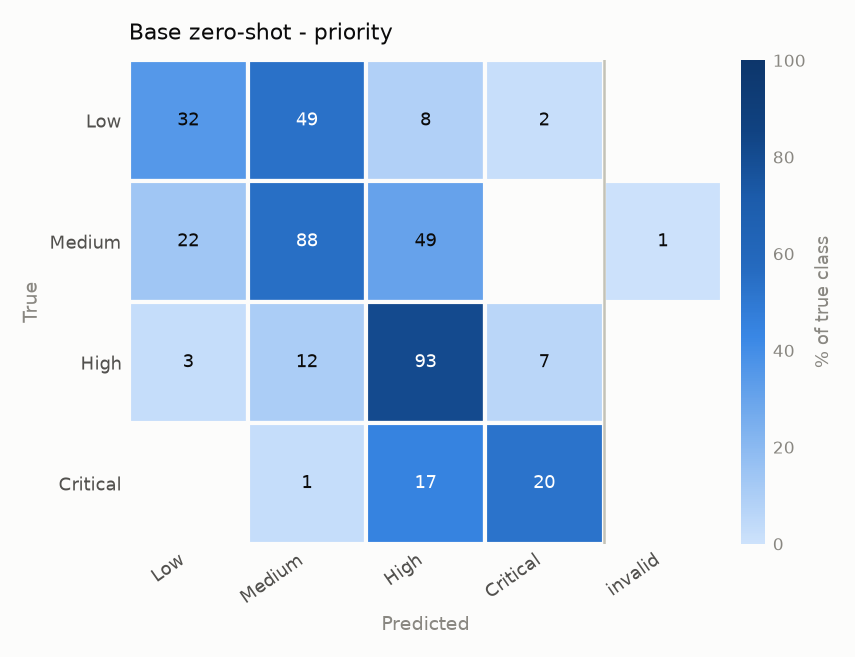 Base zero-shot - priority
Low 32 49 8 2
Medium 22 88 49 1
High 3 12 93 7
Critical 1 17 20
Low Medium High Critical invalid
Predicted
True
100
80
60
40
20
0
% of true class